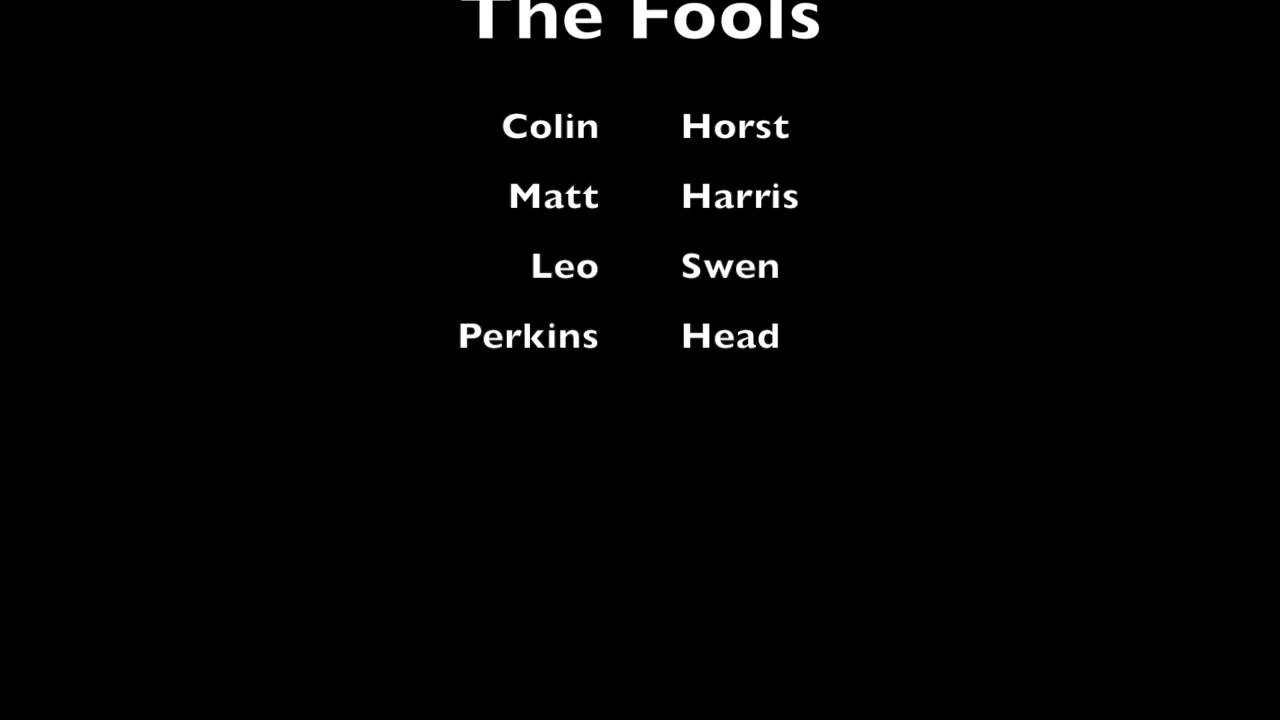 The Fools
Colin Horst
Matt Harris
Leo Swen
Perkins Head